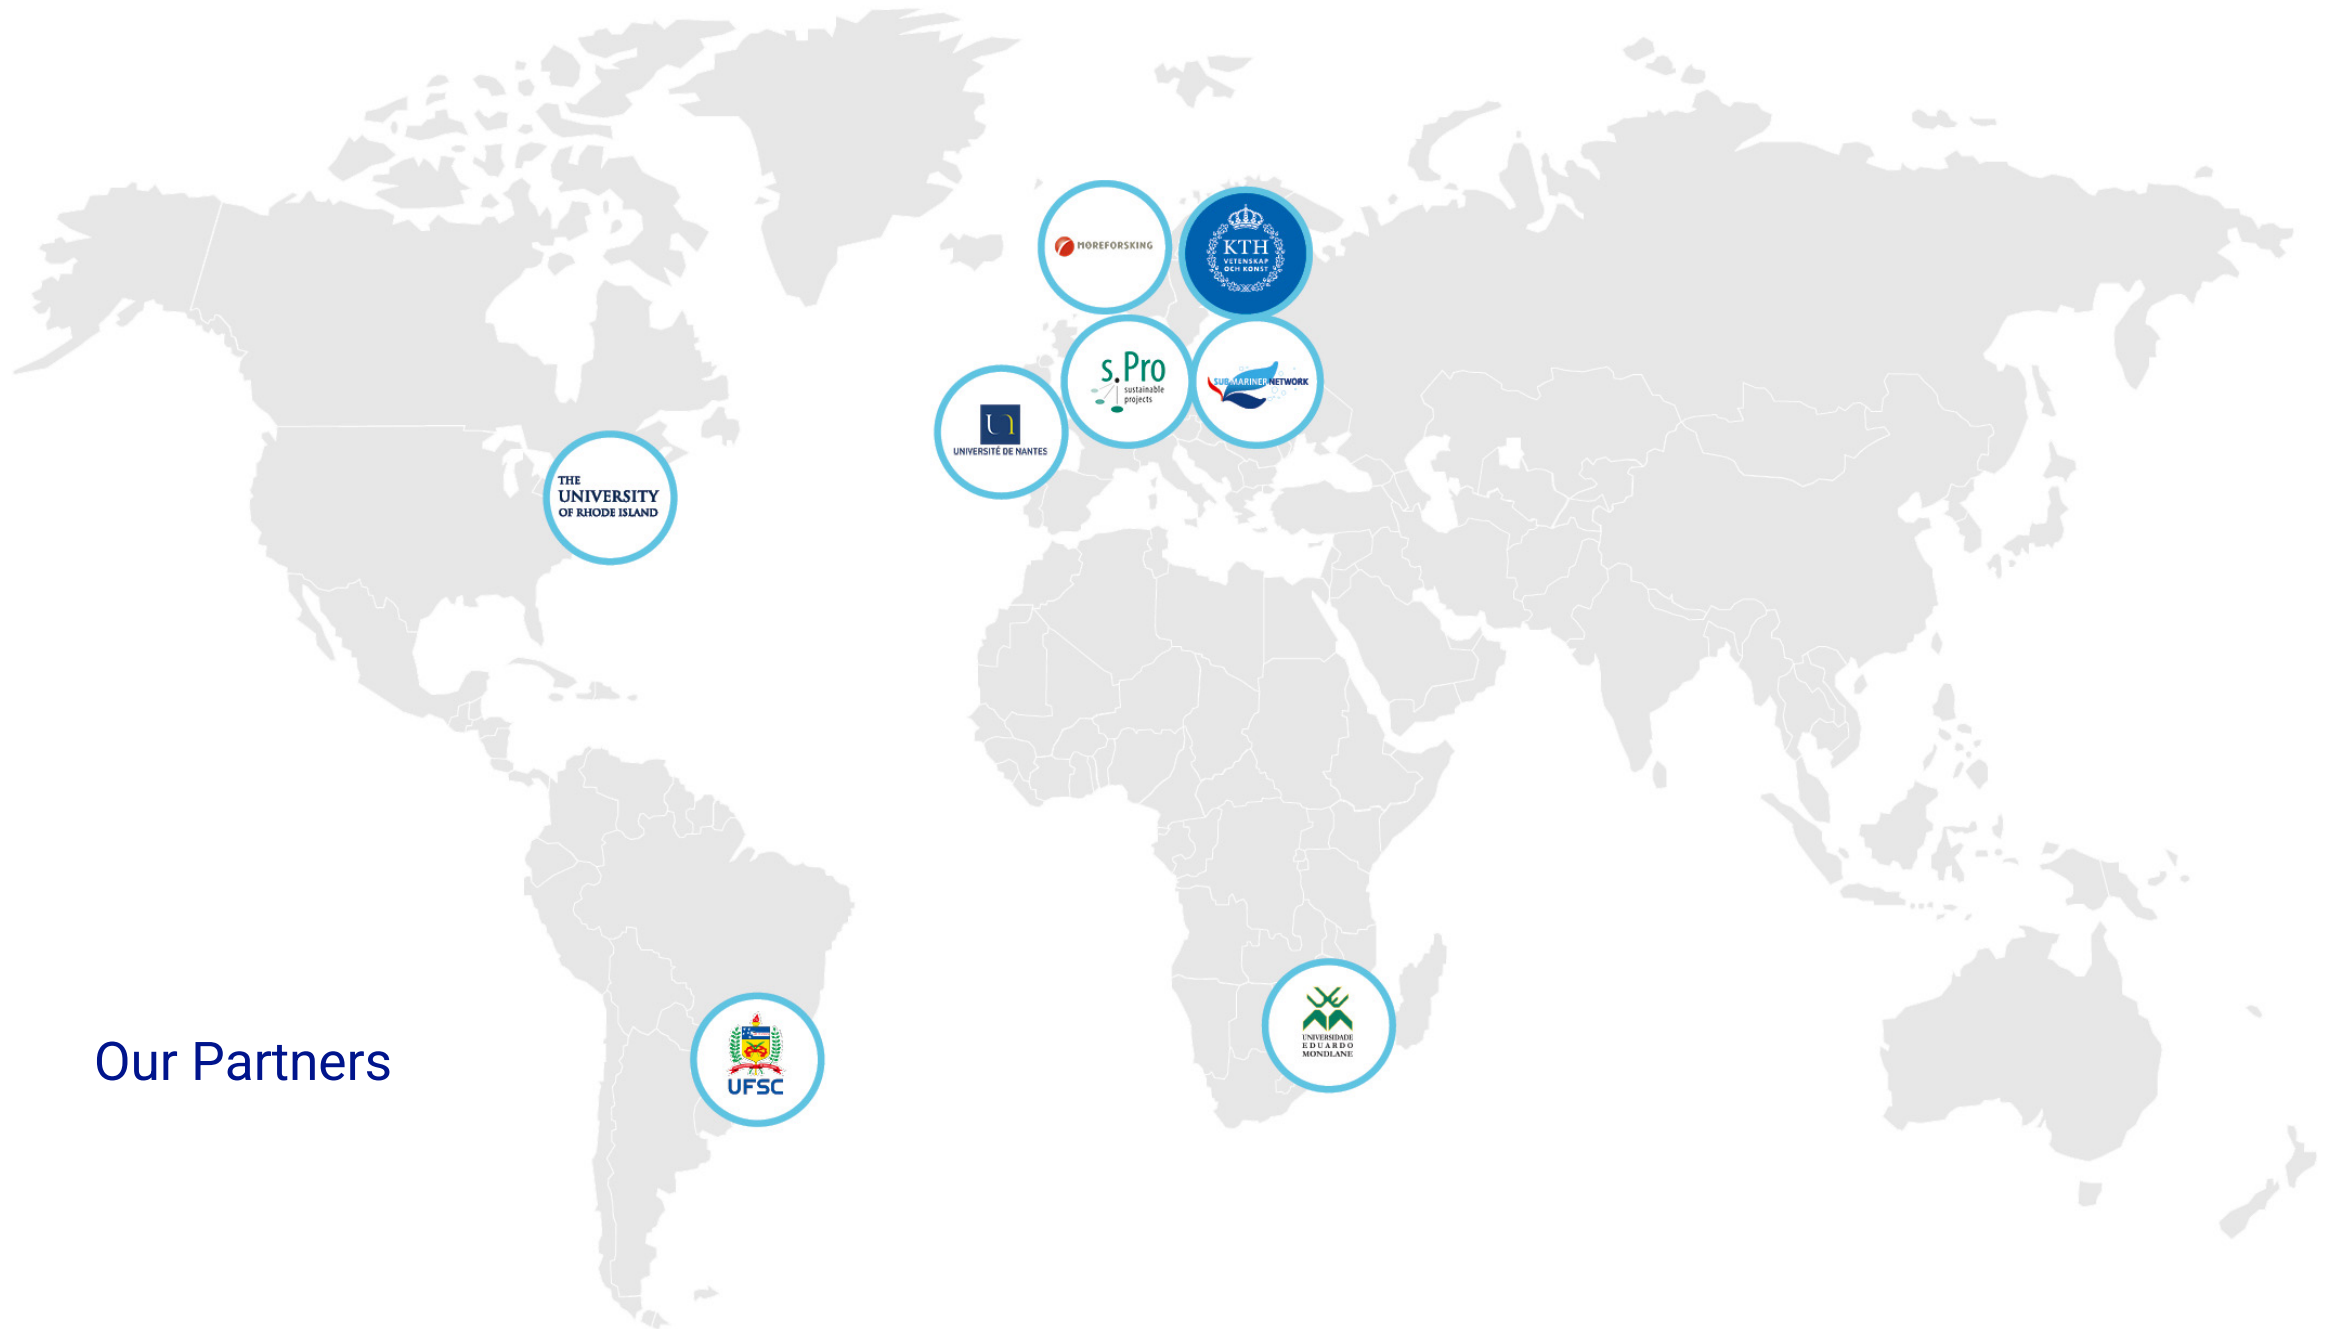 MØREFORSKING
KTH
VETENSKAP
OCH KONST
s.Pro
sustainable
projects
SUBMARINER NETWORK
UNIVERSITÉ DE NANTES
THE
UNIVERSITY
OF RHODE ISLAND
UNIVERSIDADE
EDUARDO
MONDLANE
UFSC
Our Partners